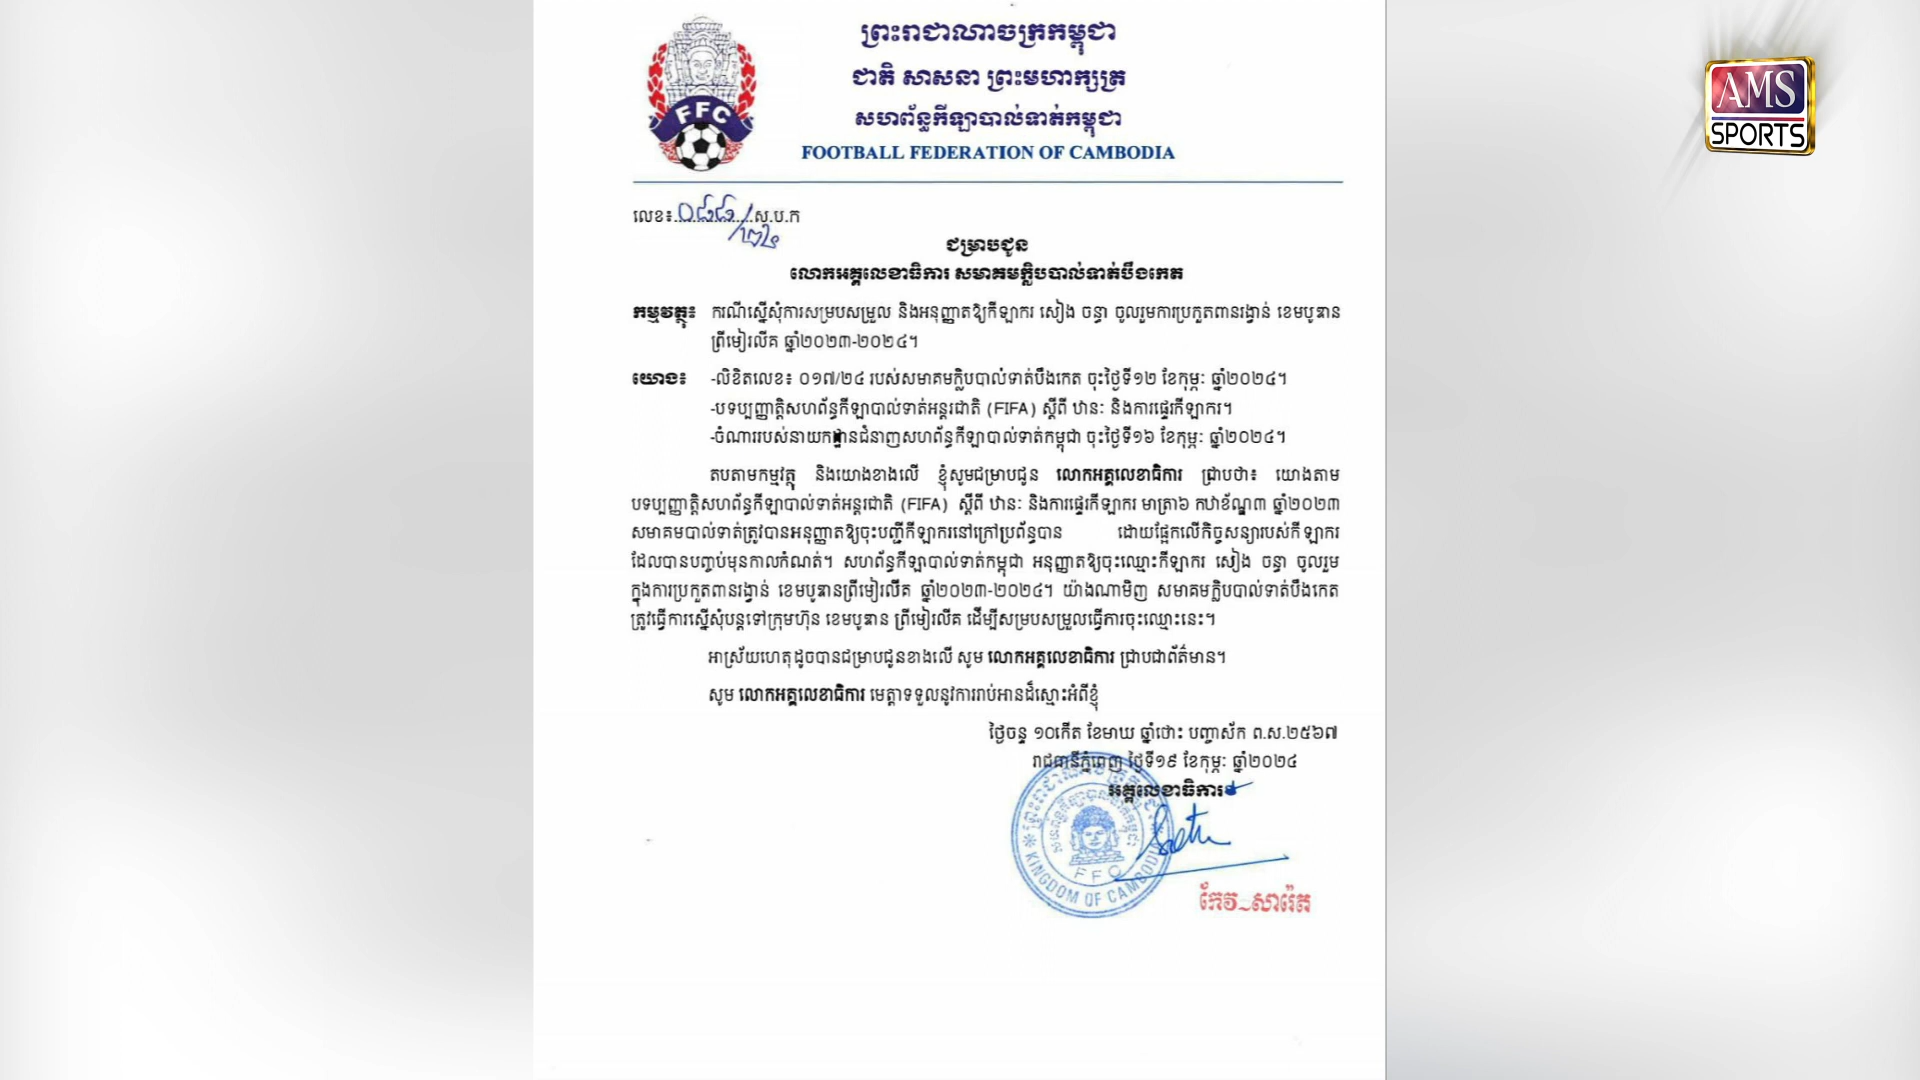 ព្រះរាជាណាចក្រកម្ពុជា
ជាតិ សាសនា ព្រះមហាក្សត្រ
សហព័ន្ធកីឡាបាល់ទាត់កម្ពុជា
FOOTBALL FEDERATION OF CAMBODIA
FFC
AMS
SPORTS
លេខ៖ ស.ប.ក
ជម្រាបជូន
លោកអគ្គលេខាធិការ សមាគមក្លិបបាល់ទាត់បឹងកេត
កម្មវត្ថុ៖ ករណីស្នើសុំការសម្របសម្រួល និងអនុញ្ញាតឱ្យកីឡាករ សៀង ចន្ធា ចូលរួមការប្រកួតពានរង្វាន់ ខេមបូឌាន
ព្រីមៀរលីគ ឆ្នាំ២០២៣-២០២៤។
យោង៖ -លិខិតលេខ៖ ០១៧/២៤ របស់សមាគមក្លិបបាល់ទាត់បឹងកេត ចុះថ្ងៃទី១២ ខែកុម្ភៈ ឆ្នាំ២០២៤។
-បទប្បញ្ញាត្តិសហព័ន្ធកីឡាបាល់ទាត់អន្តរជាតិ (FIFA) ស្តីពី ឋានៈ និងការផ្ទេរកីឡាករ។
-ចំណាររបស់នាយកដ្ឋានជំនាញសហព័ន្ធកីឡាបាល់ទាត់កម្ពុជា ចុះថ្ងៃទី១៦ ខែកុម្ភៈ ឆ្នាំ២០២៤។
តបតាមកម្មវត្ថុ និងយោងខាងលើ ខ្ញុំសូមជម្រាបជូន លោកអគ្គលេខាធិការ ជ្រាបថា៖ យោងតាម
បទប្បញ្ញាត្តិសហព័ន្ធកីឡាបាល់ទាត់អន្តរជាតិ (FIFA) ស្តីពី ឋានៈ និងការផ្ទេរកីឡាករ មាត្រា៦ កថាខ័ណ្ឌ៣ ឆ្នាំ២០២៣
សមាគមបាល់ទាត់ត្រូវបានអនុញ្ញាតឱ្យចុះបញ្ជីកីឡាករនៅក្រៅប្រព័ន្ធបាន ដោយផ្អែកលើកិច្ចសន្យារបស់កីឡាករ
ដែលបានបញ្ចប់មុនកាលកំណត់។ សហព័ន្ធកីឡាបាល់ទាត់កម្ពុជា អនុញ្ញាតឱ្យចុះឈ្មោះកីឡាករ សៀង ចន្ធា ចូលរួម
ក្នុងការប្រកួតពានរង្វាន់ ខេមបូឌានព្រីមៀរលីគ ឆ្នាំ២០២៣-២០២៤។ យ៉ាងណាមិញ សមាគមក្លិបបាល់ទាត់បឹងកេត
ត្រូវធ្វើការស្នើសុំបន្តទៅក្រុមហ៊ុន ខេមបូឌាន ព្រីមៀរលីគ ដើម្បីសម្របសម្រួលធ្វើការចុះឈ្មោះនេះ។
អាស្រ័យហេតុដូចបានជម្រាបជូនខាងលើ សូម លោកអគ្គលេខាធិការ ជ្រាបជាព័ត៌មាន។
សូម លោកអគ្គលេខាធិការ មេត្តាទទួលនូវការរាប់អានដ៏ស្មោះអំពីខ្ញុំ
ថ្ងៃចន្ទ ១០កើត ខែមាឃ ឆ្នាំថោះ បញ្ចាស័ក ព.ស.២៥៦៧
រាជធានីភ្នំពេញ ថ្ងៃទី១៩ ខែកុម្ភៈ ឆ្នាំ២០២៤
អគ្គលេខាធិការ
FFC
KINGDOM OF CAMBODIA
កែវ សារ៉េត